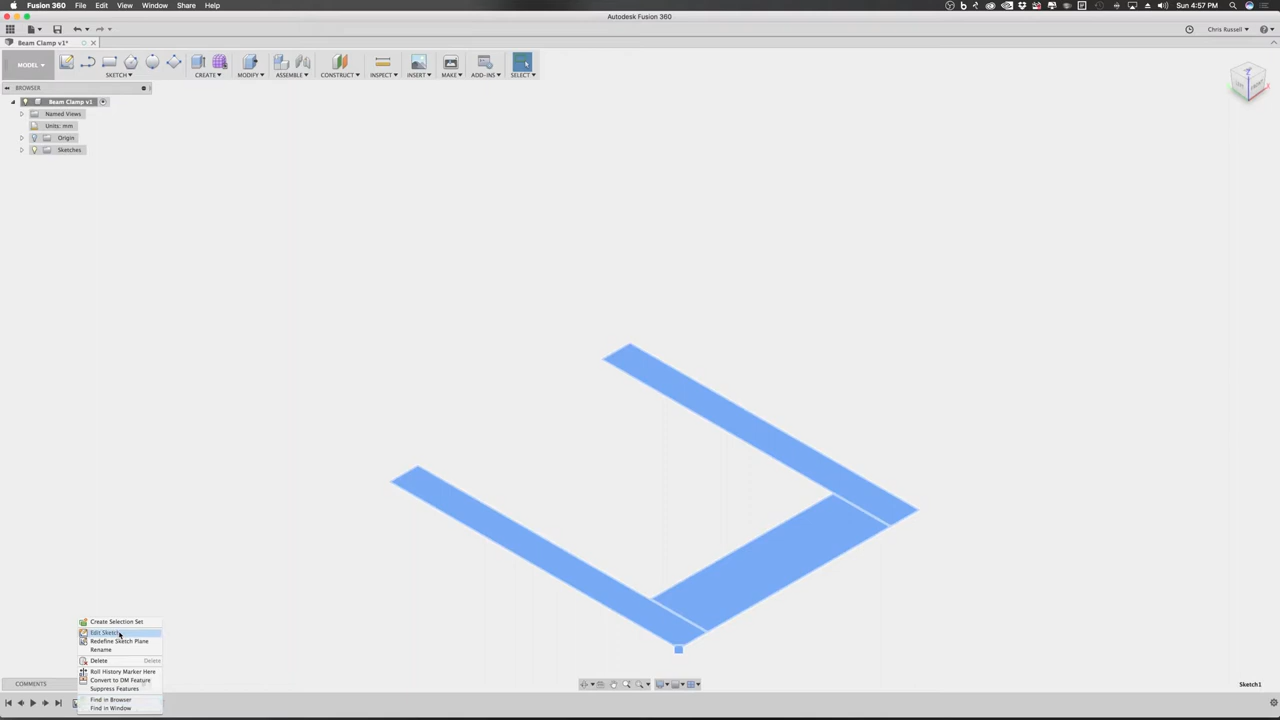 Fusion 360 File Edit View Window Share Help Sun 4:57 PM
Autodesk Fusion 360
Chris Russell
Beam Clamp v1*
MODEL SKETCH CREATE MODIFY ASSEMBLE CONSTRUCT INSPECT INSERT MAKE ADD-INS SELECT
BROWSER
Beam Clamp v1
Named Views
Units: mm
Origin
Sketches
Create Selection Set
Edit Sketch
Redefine Sketch Plane
Rename
Delete Delete
Roll History Marker Here
Convert to DM Feature
Suppress Features
Find in Browser
Find in Window
COMMENTS
Sketch1